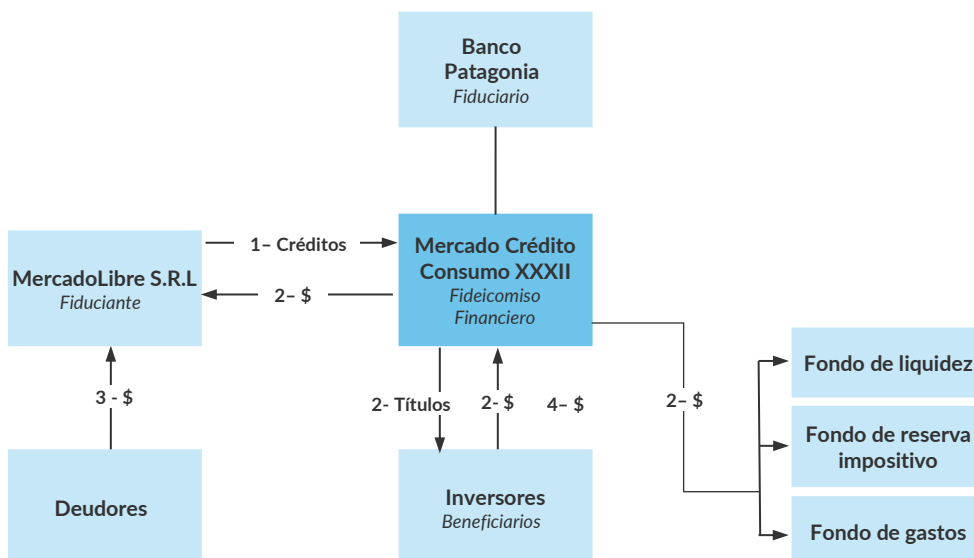 Banco
Patagonia
Fiduciario
1– Créditos
MercadoLibre S.R.L
Fiduciante
2– $
Mercado Crédito
Consumo XXXII
Fideicomiso
Financiero
3 - $
2- Títulos
2- $
4– $
2– $
Fondo de liquidez
Fondo de reserva
impositivo
Fondo de gastos
Deudores
Inversores
Beneficiarios